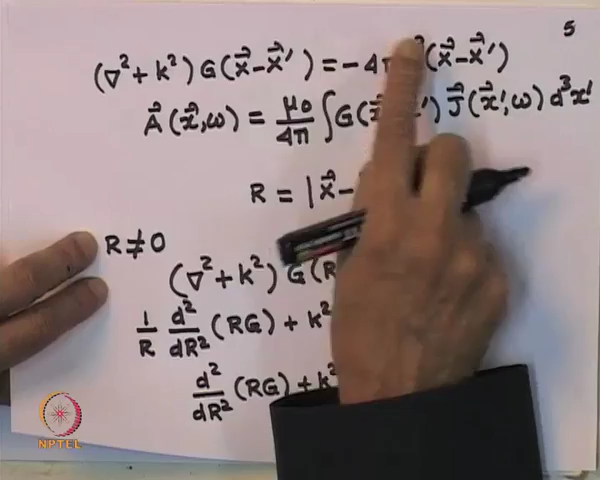 5
(∇² + k²) G(x⃗-x⃗') = -4π (x⃗-x⃗')
A⃗(x⃗,ω) = μ₀/4π ∫G( ') J⃗(x⃗',ω) d³x'
R = |x⃗-
R ≠ 0
(∇² + k²) G(R
1/R d²/dR² (RG) + k²
d²/dR² (RG) + k²
NPTEL